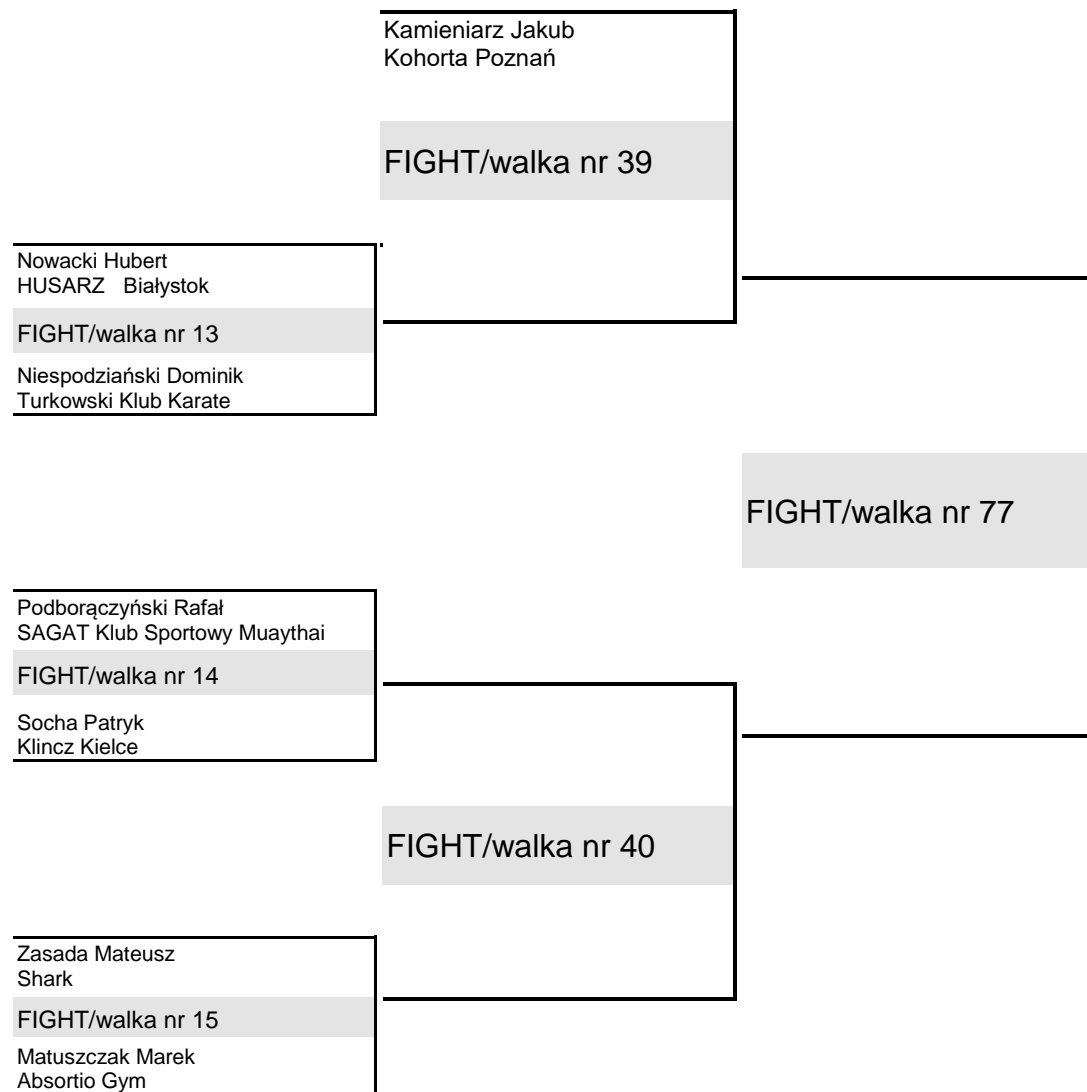 Kamieniarz Jakub
Kohorta Poznań
FIGHT/walka nr 39
Nowacki Hubert
HUSARZ Białystok
FIGHT/walka nr 13
Niespodziański Dominik
Turkowski Klub Karate
FIGHT/walka nr 77
Podborączyński Rafał
SAGAT Klub Sportowy Muaythai
FIGHT/walka nr 14
Socha Patryk
Klincz Kielce
FIGHT/walka nr 40
Zasada Mateusz
Shark
FIGHT/walka nr 15
Matuszczak Marek
Absortio Gym